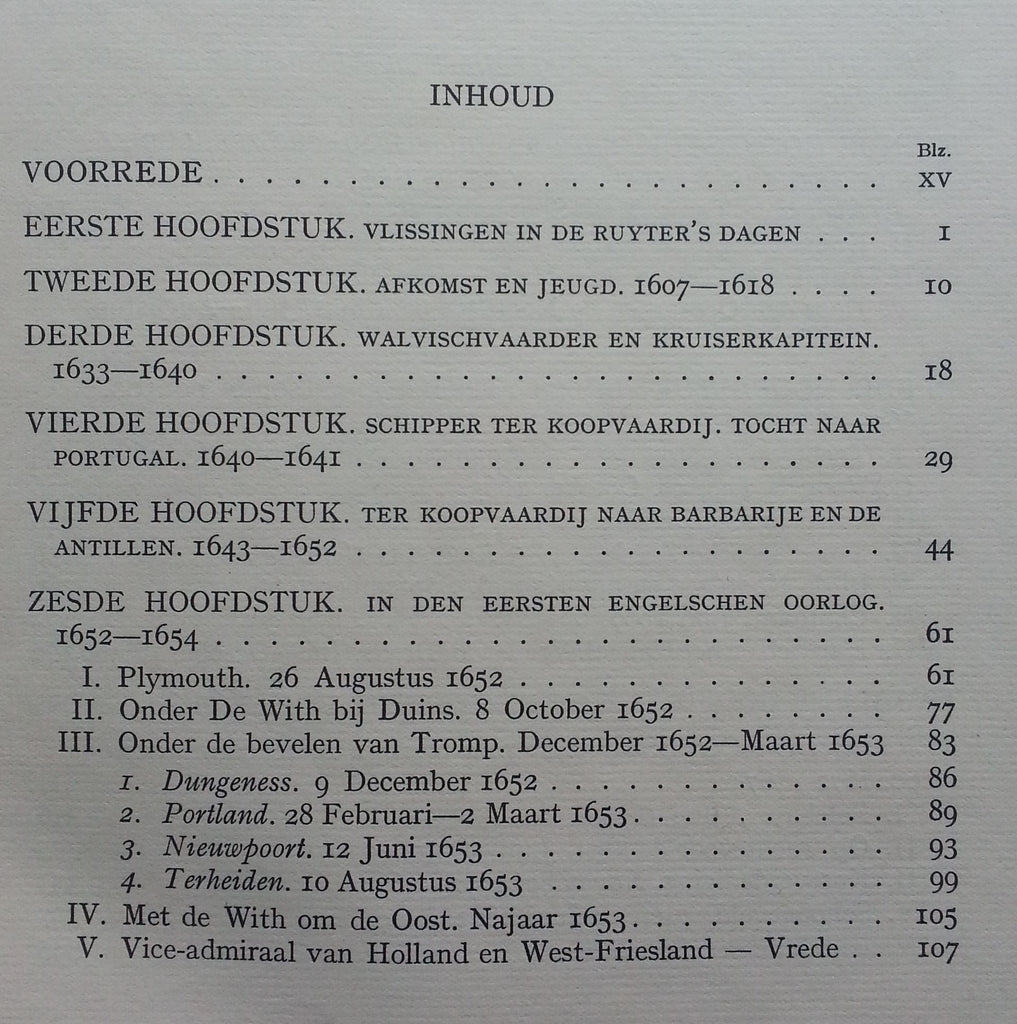 INHOUD
Blz.
VOORREDE . . . . . . . . . . . . . . . . . . . . . . . . . XV
EERSTE HOOFDSTUK. VLISSINGEN IN DE RUYTER'S DAGEN . . . 1
TWEEDE HOOFDSTUK. AFKOMST EN JEUGD. 1607—1618 . . . . 10
DERDE HOOFDSTUK. WALVISCHVAARDER EN KRUISERKAPITEIN.
1633—1640 . . . . . . . . . . . . . . . . . . . . . . . . . 18
VIERDE HOOFDSTUK. SCHIPPER TER KOOPVAARDIJ. TOCHT NAAR
PORTUGAL. 1640—1641 . . . . . . . . . . . . . . . . . . . . 29
VIJFDE HOOFDSTUK. TER KOOPVAARDIJ NAAR BARBARIJE EN DE
ANTILLEN. 1643—1652 . . . . . . . . . . . . . . . . . . . . 44
ZESDE HOOFDSTUK. IN DEN EERSTEN ENGELSCHEN OORLOG.
1652—1654 . . . . . . . . . . . . . . . . . . . . . . . . . 61
I. Plymouth. 26 Augustus 1652 . . . . . . . . . . . . . . 61
II. Onder De With bij Duins. 8 October 1652 . . . . . . . . 77
III. Onder de bevelen van Tromp. December 1652—Maart 1653 83
1. Dungeness. 9 December 1652 . . . . . . . . . . . . . 86
2. Portland. 28 Februari—2 Maart 1653. . . . . . . . . . 89
3. Nieuwpoort. 12 Juni 1653 . . . . . . . . . . . . . . . 93
4. Terheiden. 10 Augustus 1653 . . . . . . . . . . . . . 99
IV. Met de With om de Oost. Najaar 1653. . . . . . . . . . 105
V. Vice-admiraal van Holland en West-Friesland — Vrede . . 107